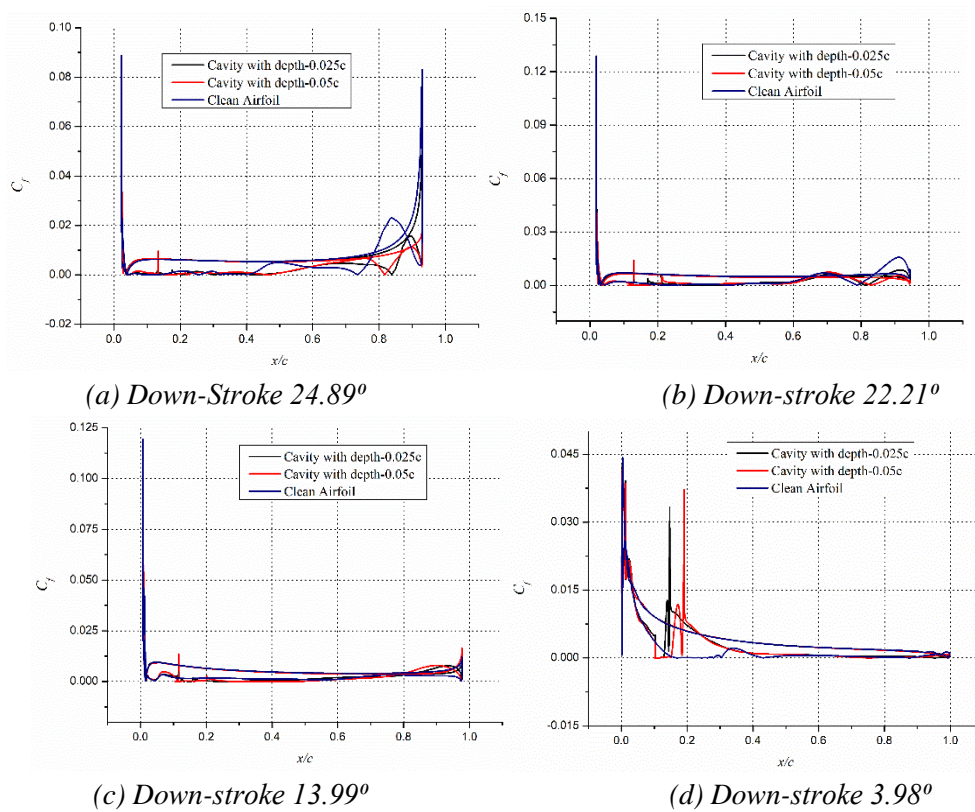 0.10
0.08
0.06
0.04
0.02
0.00
-0.02
C_f
Cavity with depth-0.025c
Cavity with depth-0.05c
Clean Airfoil
0.0 0.2 0.4 0.6 0.8 1.0
x/c
(a) Down-Stroke 24.89⁰
0.15
0.12
0.09
0.06
0.03
0.00
C_f
Cavity with depth-0.025c
Cavity with depth-0.05c
Clean Airfoil
0.0 0.2 0.4 0.6 0.8 1.0
x/c
(b) Down-stroke 22.21⁰
0.125
0.100
0.075
0.050
0.025
0.000
C_f
Cavity with depth-0.025c
Cavity with depth-0.05c
Clean Airfoil
0.0 0.2 0.4 0.6 0.8 1.0
x/c
(c) Down-stroke 13.99⁰
0.045
0.030
0.015
0.000
-0.015
C_f
Cavity with depth-0.025c
Cavity with depth-0.05c
Clean Airfoil
0.0 0.2 0.4 0.6 0.8 1.0
x/c
(d) Down-stroke 3.98⁰